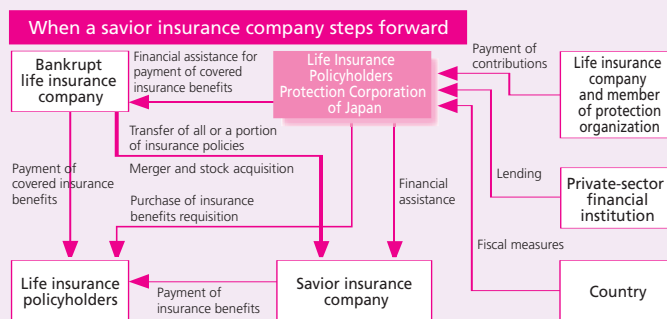 When a savior insurance company steps forward
Bankrupt
life insurance
company
Financial assistance for
payment of covered
insurance benefits
Life Insurance
Policyholders
Protection Corporation
of Japan
Payment
of contributions
Life insurance
company
and member
of protection
organization
Transfer of all or a portion
of insurance policies
Merger and stock acquisition
Payment of
covered insurance
benefits
Purchase of insurance
benefits requisition
Financial
assistance
Lending
Private-sector
financial
institution
Fiscal measures
Life insurance
policyholders
Payment of
insurance benefits
Savior insurance
company
Country